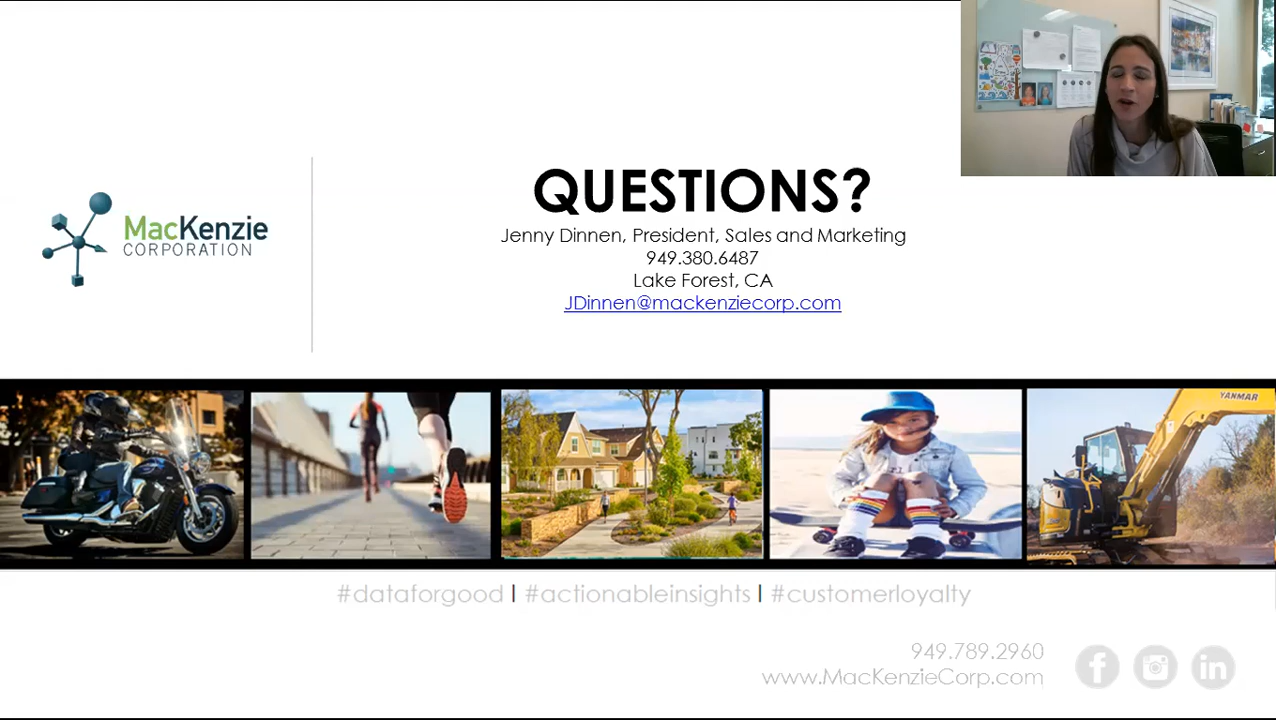 QUESTIONS?
Jenny Dinnen, President, Sales and Marketing
949.380.6487
Lake Forest, CA
JDinnen@mackenziecorp.com
MacKenzie
CORPORATION
YANMAR
#dataforgood | #actionableinsights | #customerloyalty
949.789.2960
www.MacKenzieCorp.com